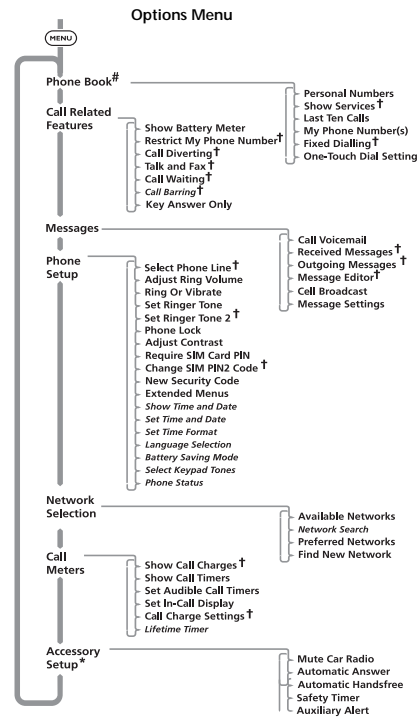 Options Menu
MENU
Phone Book#
Personal Numbers
Show Services†
Last Ten Calls
My Phone Number(s)
Fixed Dialling†
One-Touch Dial Setting
Call Related
Features
Show Battery Meter
Restrict My Phone Number†
Call Diverting†
Talk and Fax†
Call Waiting†
Call Barring†
Key Answer Only
Messages
Call Voicemail
Received Messages†
Outgoing Messages†
Message Editor†
Cell Broadcast
Message Settings
Phone
Setup
Select Phone Line†
Adjust Ring Volume
Ring Or Vibrate
Set Ringer Tone
Set Ringer Tone 2†
Phone Lock
Adjust Contrast
Require SIM Card PIN
Change SIM PIN2 Code†
New Security Code
Extended Menus
Show Time and Date
Set Time and Date
Set Time Format
Language Selection
Battery Saving Mode
Select Keypad Tones
Phone Status
Network
Selection
Available Networks
Network Search
Preferred Networks
Find New Network
Call
Meters
Show Call Charges†
Show Call Timers
Set Audible Call Timers
Set In-Call Display
Call Charge Settings†
Lifetime Timer
Accessory
Setup*
Mute Car Radio
Automatic Answer
Automatic Handsfree
Safety Timer
Auxiliary Alert